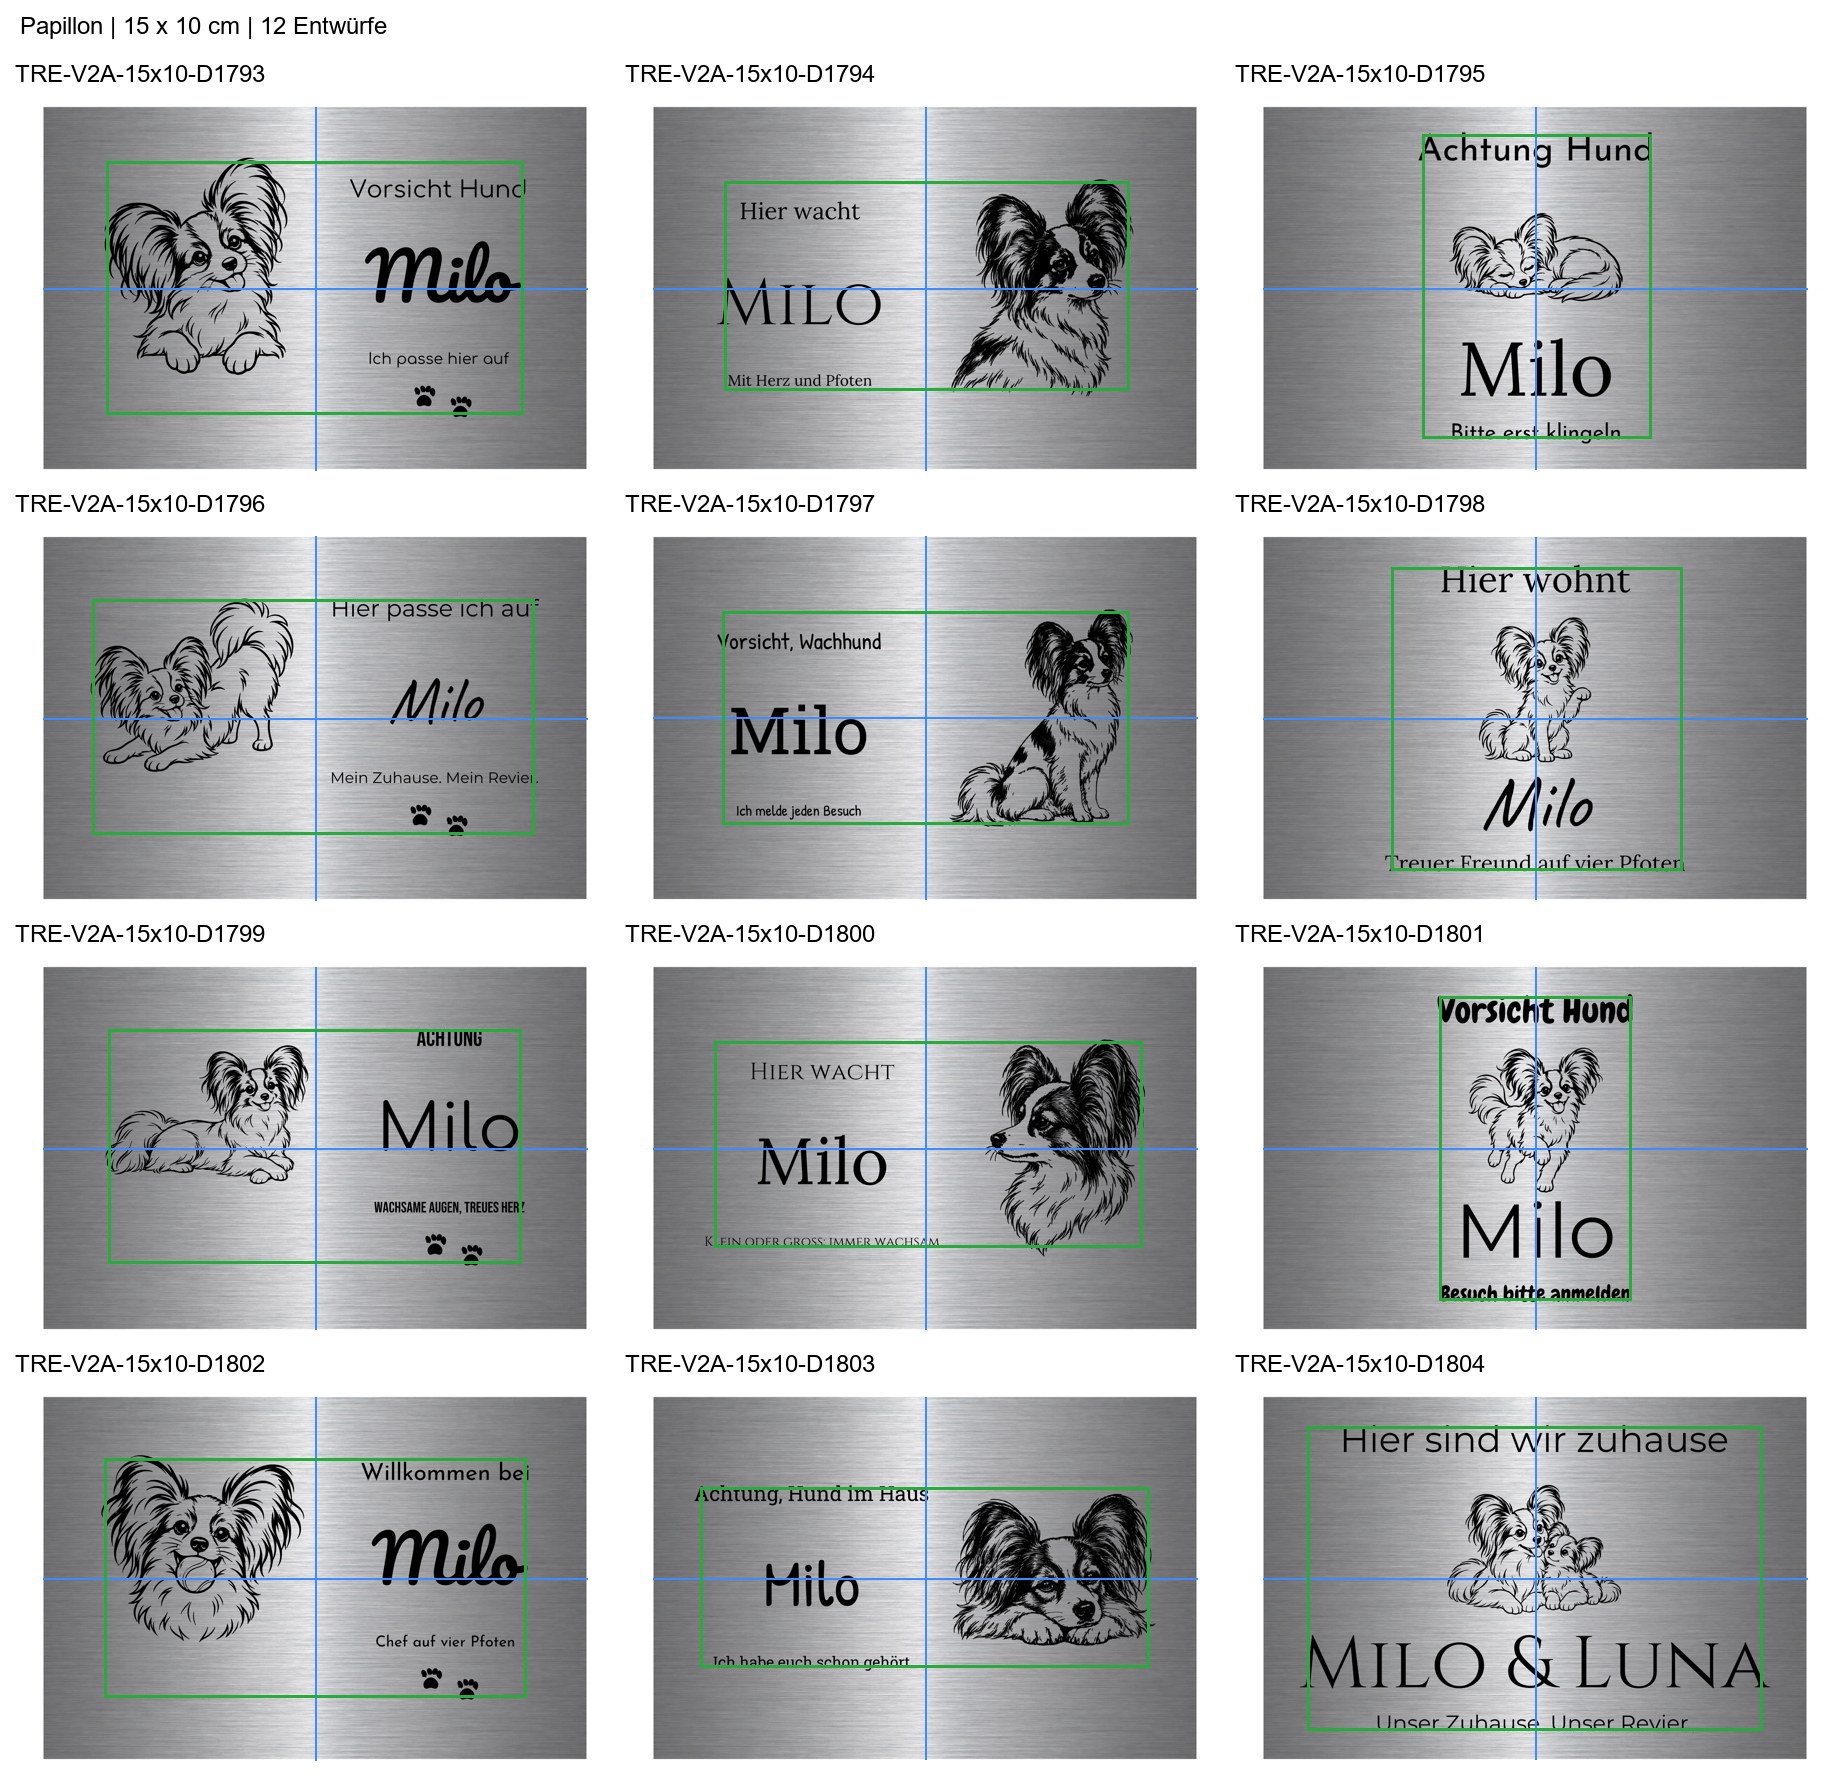 Papillon | 15 x 10 cm | 12 Entwürfe
TRE-V2A-15x10-D1793
Vorsicht Hund
Milo
Ich passe hier auf
TRE-V2A-15x10-D1794
Hier wacht
MILO
Mit Herz und Pfoten
TRE-V2A-15x10-D1795
Achtung Hund
Milo
Bitte erst klingeln
TRE-V2A-15x10-D1796
Hier passe ich auf
Milo
Mein Zuhause. Mein Revier.
TRE-V2A-15x10-D1797
Vorsicht, Wachhund
Milo
Ich melde jeden Besuch
TRE-V2A-15x10-D1798
Hier wohnt
Milo
Treuer Freund auf vier Pfoten
TRE-V2A-15x10-D1799
ACHTUNG
Milo
WACHSAME AUGEN, TREUES HERZ
TRE-V2A-15x10-D1800
HIER WACHT
Milo
KLEIN ODER GROSS: IMMER WACHSAM
TRE-V2A-15x10-D1801
Vorsicht Hund
Milo
Besuch bitte anmelden
TRE-V2A-15x10-D1802
Willkommen bei
Milo
Chef auf vier Pfoten
TRE-V2A-15x10-D1803
Achtung, Hund im Haus
Milo
Ich habe euch schon gehört
TRE-V2A-15x10-D1804
Hier sind wir zuhause
MILO & LUNA
Unser Zuhause. Unser Revier.